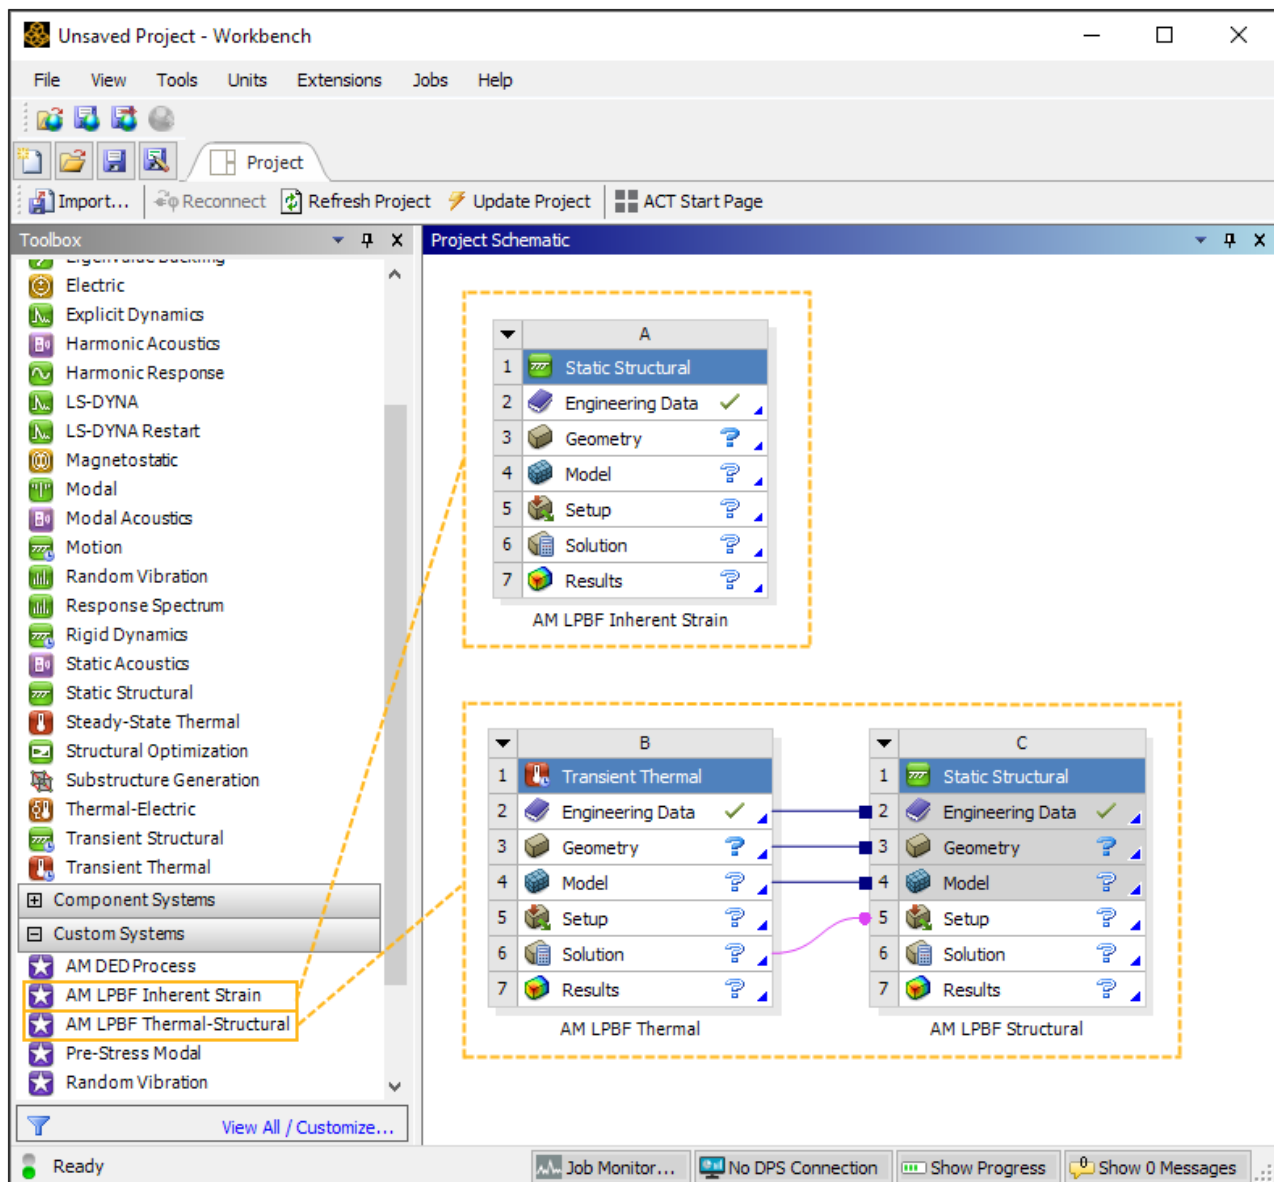 Unsaved Project - Workbench
File View Tools Units Extensions Jobs Help
Project
Import... Reconnect Refresh Project Update Project ACT Start Page
Toolbox
Eigenvalue Buckling
Electric
Explicit Dynamics
Harmonic Acoustics
Harmonic Response
LS-DYNA
LS-DYNA Restart
Magnetostatic
Modal
Modal Acoustics
Motion
Random Vibration
Response Spectrum
Rigid Dynamics
Static Acoustics
Static Structural
Steady-State Thermal
Structural Optimization
Substructure Generation
Thermal-Electric
Transient Structural
Transient Thermal
Component Systems
Custom Systems
AM DED Process
AM LPBF Inherent Strain
AM LPBF Thermal-Structural
Pre-Stress Modal
Random Vibration
View All / Customize...
Project Schematic
A
1 Static Structural
2 Engineering Data
3 Geometry
4 Model
5 Setup
6 Solution
7 Results
AM LPBF Inherent Strain
B
1 Transient Thermal
2 Engineering Data
3 Geometry
4 Model
5 Setup
6 Solution
7 Results
AM LPBF Thermal
C
1 Static Structural
2 Engineering Data
3 Geometry
4 Model
5 Setup
6 Solution
7 Results
AM LPBF Structural
Ready Job Monitor... No DPS Connection Show Progress Show 0 Messages